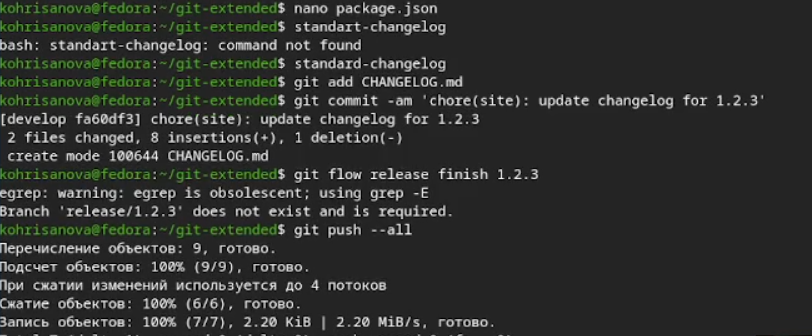 kohrisanova@fedora:~/git-extended$ nano package.json
kohrisanova@fedora:~/git-extended$ standart-changelog
bash: standart-changelog: command not found
kohrisanova@fedora:~/git-extended$ standard-changelog
kohrisanova@fedora:~/git-extended$ git add CHANGELOG.md
kohrisanova@fedora:~/git-extended$ git commit -am 'chore(site): update changelog for 1.2.3'
[develop fa60df3] chore(site): update changelog for 1.2.3
 2 files changed, 8 insertions(+), 1 deletion(-)
 create mode 100644 CHANGELOG.md
kohrisanova@fedora:~/git-extended$ git flow release finish 1.2.3
egrep: warning: egrep is obsolescent; using grep -E
Branch 'release/1.2.3' does not exist and is required.
kohrisanova@fedora:~/git-extended$ git push --all
Перечисление объектов: 9, готово.
Подсчет объектов: 100% (9/9), готово.
При сжатии изменений используется до 4 потоков
Сжатие объектов: 100% (6/6), готово.
Запись объектов: 100% (7/7), 2.20 KiB | 2.20 MiB/s, готово.